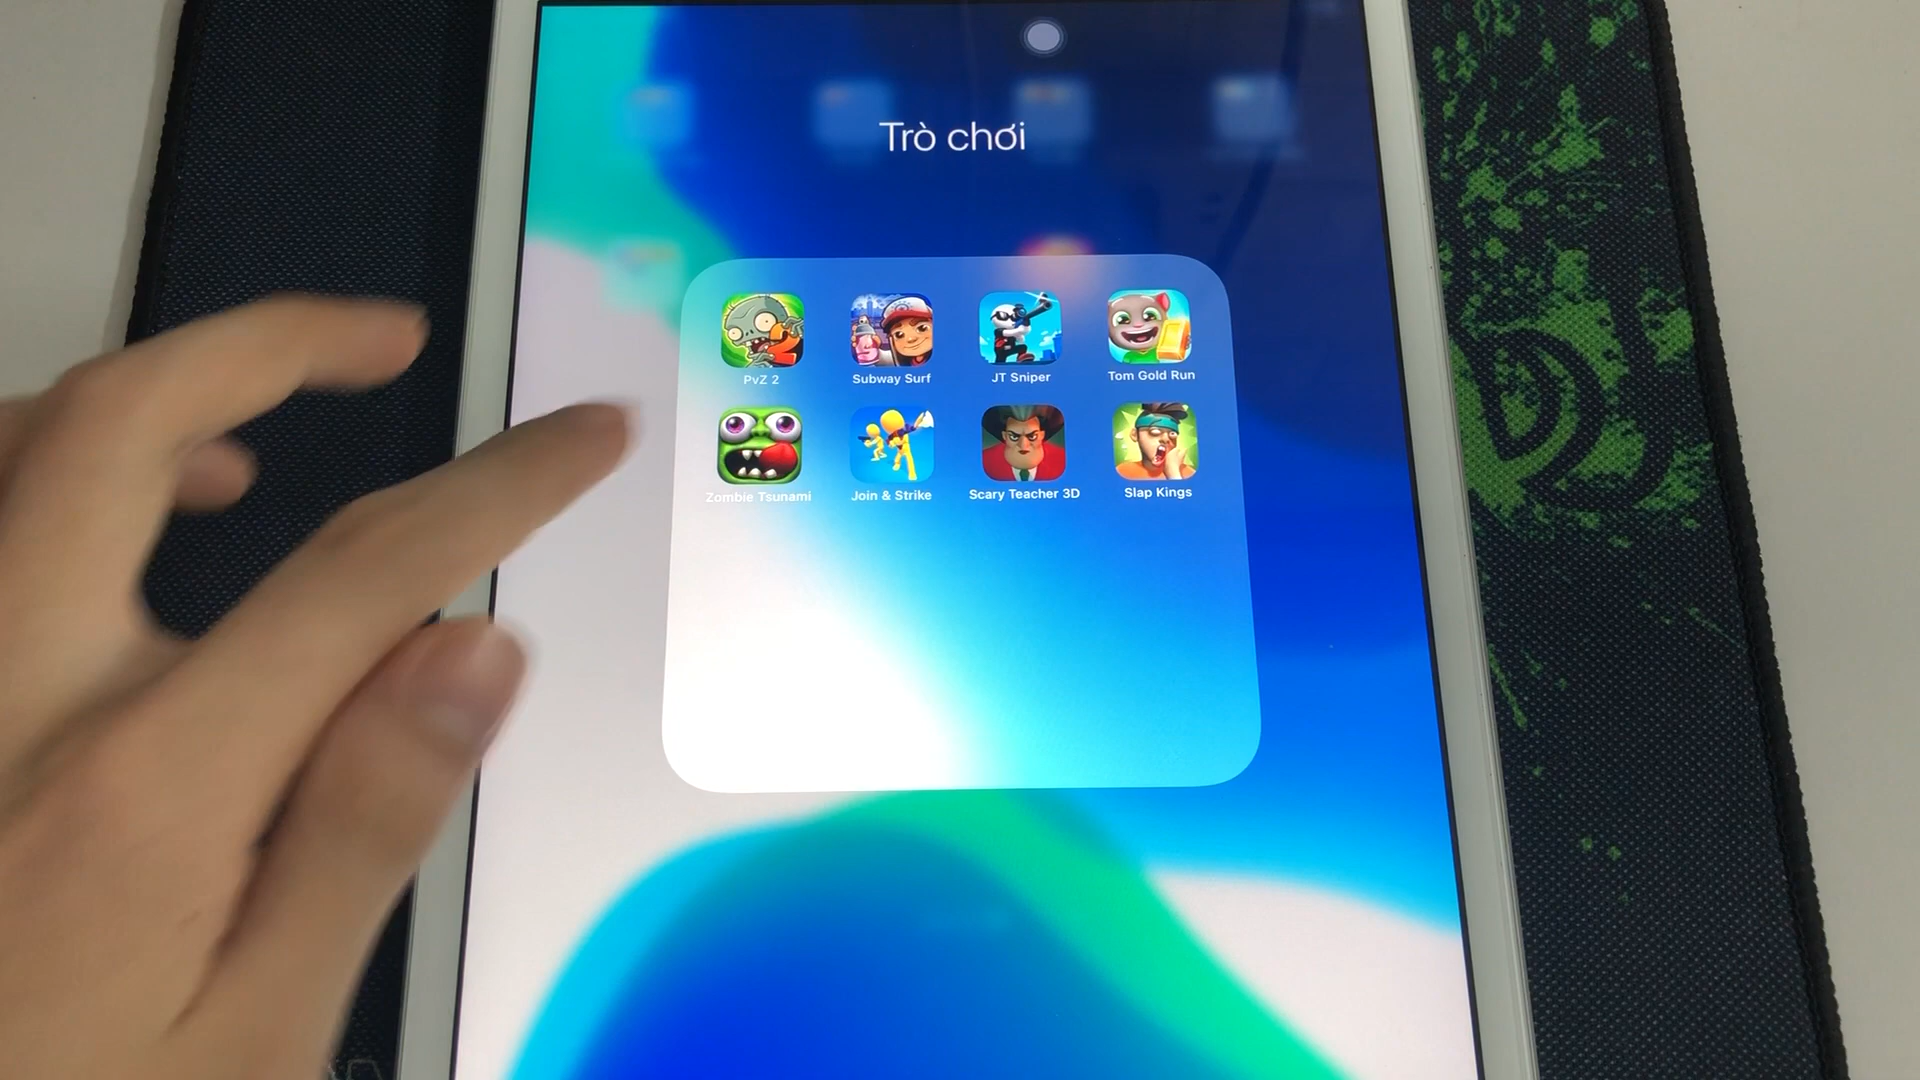 Trò chơi
PvZ 2
Subway Surf
JT Sniper
Tom Gold Run
Zombie Tsunami
Join & Strike
Scary Teacher 3D
Slap Kings